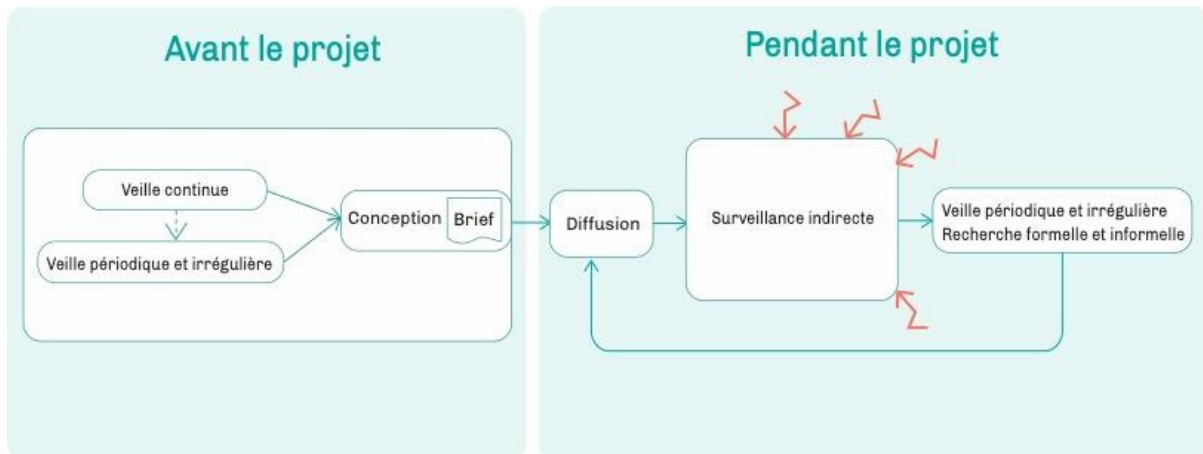 Avant le projet
Pendant le projet
Veille continue
Veille périodique et irrégulière
Conception
Brief
Diffusion
Surveillance indirecte
Veille périodique et irrégulière
Recherche formelle et informelle